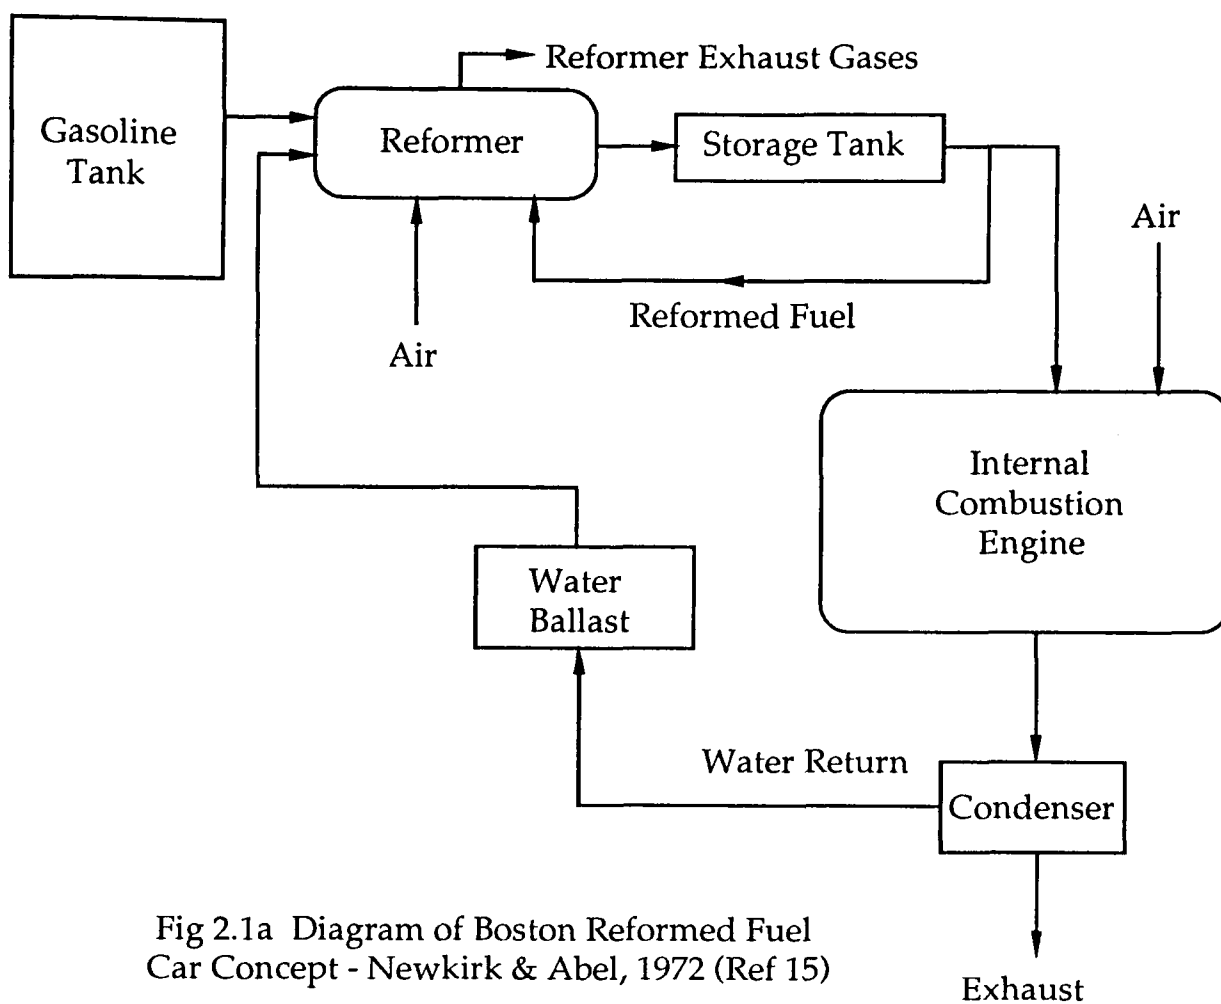 Reformer Exhaust Gases
Gasoline
Tank
Reformer
Storage Tank
Air
Reformed Fuel
Air
Internal
Combustion
Engine
Water
Ballast
Water Return
Condenser
Fig 2.1a Diagram of Boston Reformed Fuel
Car Concept - Newkirk & Abel, 1972 (Ref 15)
Exhaust